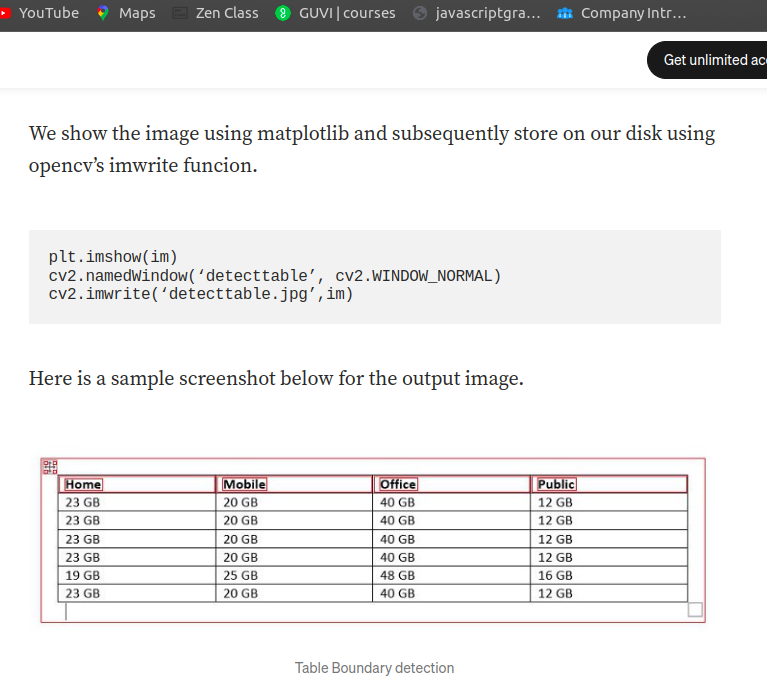 YouTube Maps Zen Class GUVI | courses javascriptgra... Company Intr...
Get unlimited ac
We show the image using matplotlib and subsequently store on our disk using
opencv’s imwrite funcion.
plt.imshow(im)
cv2.namedWindow(‘detecttable’, cv2.WINDOW_NORMAL)
cv2.imwrite(‘detecttable.jpg’,im)
Here is a sample screenshot below for the output image.
Home Mobile Office Public
23 GB 20 GB 40 GB 12 GB
23 GB 20 GB 40 GB 12 GB
23 GB 20 GB 40 GB 12 GB
23 GB 20 GB 40 GB 12 GB
19 GB 25 GB 48 GB 16 GB
23 GB 20 GB 40 GB 12 GB
Table Boundary detection